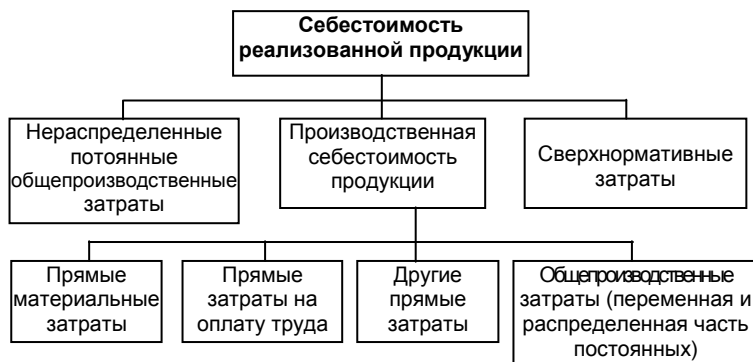 Себестоимость
реализованной продукции
Нераспределенные
потоянные
общепроизводственные
затраты
Производственная
себестоимость
продукции
Сверхнормативные
затраты
Прямые
материальные
затраты
Прямые
затраты на
оплату труда
Другие
прямые
затраты
Общепроизводственные
затраты (переменная и
распределенная часть
постоянных)